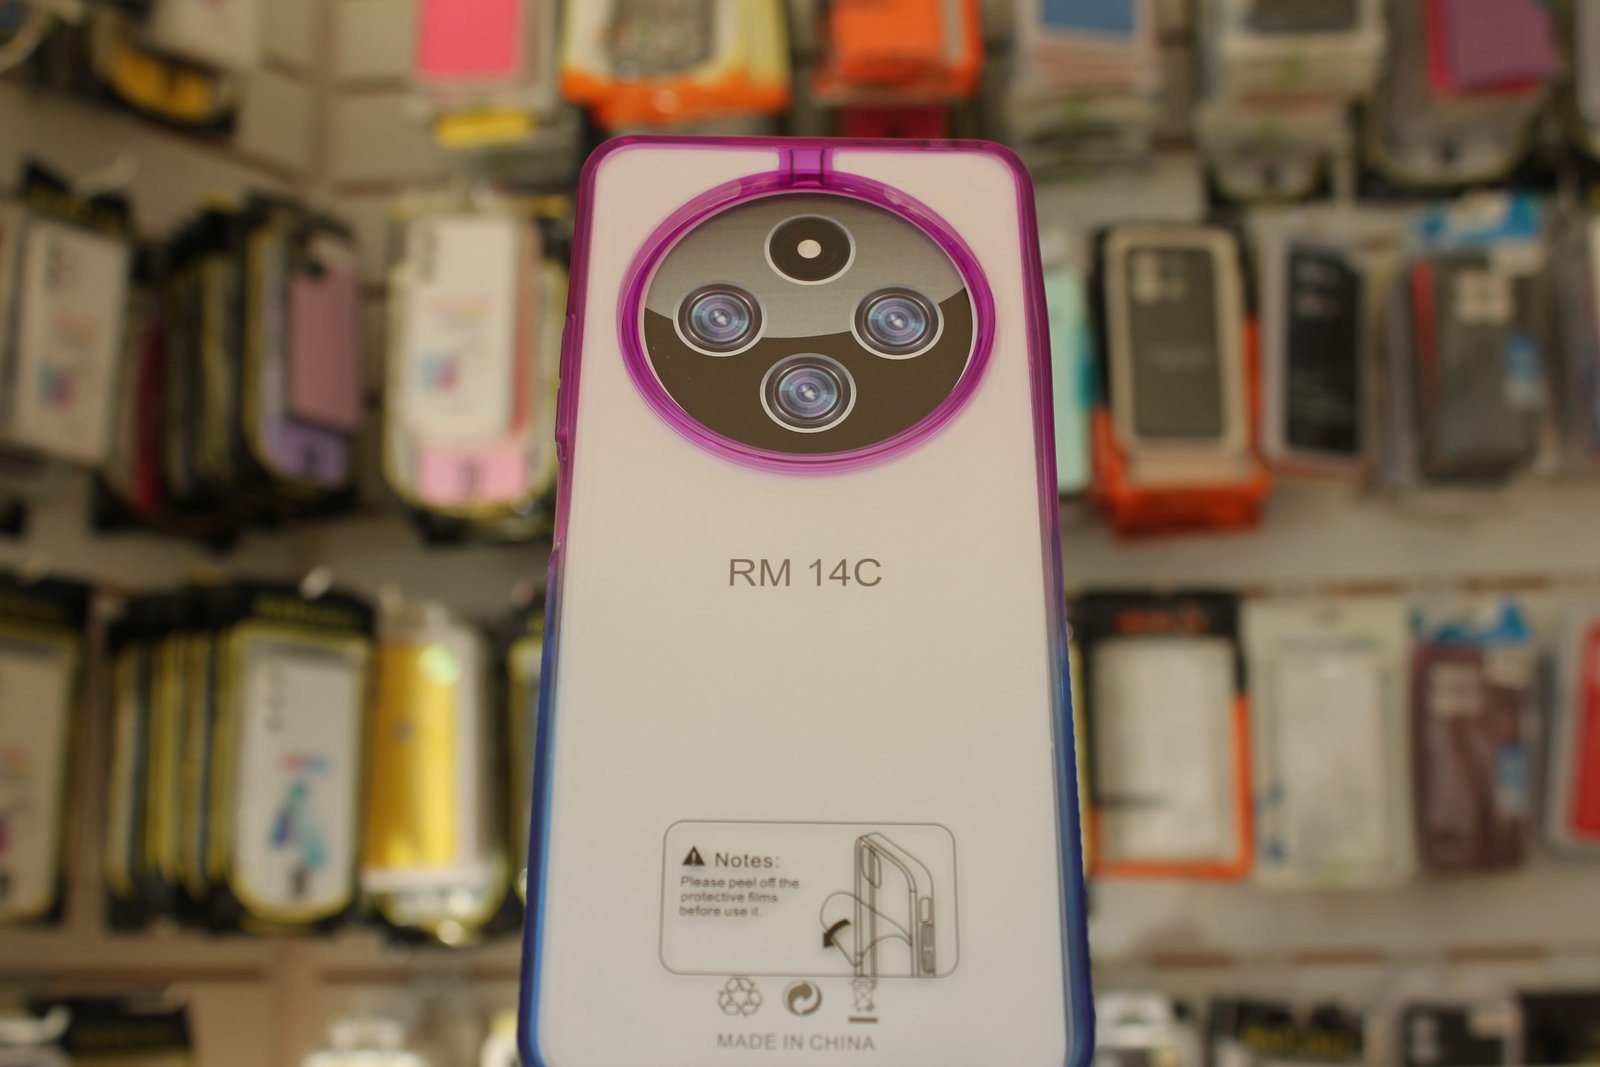 RM 14C
Notes:
Please peel off the
protective films
before use it.
MADE IN CHINA